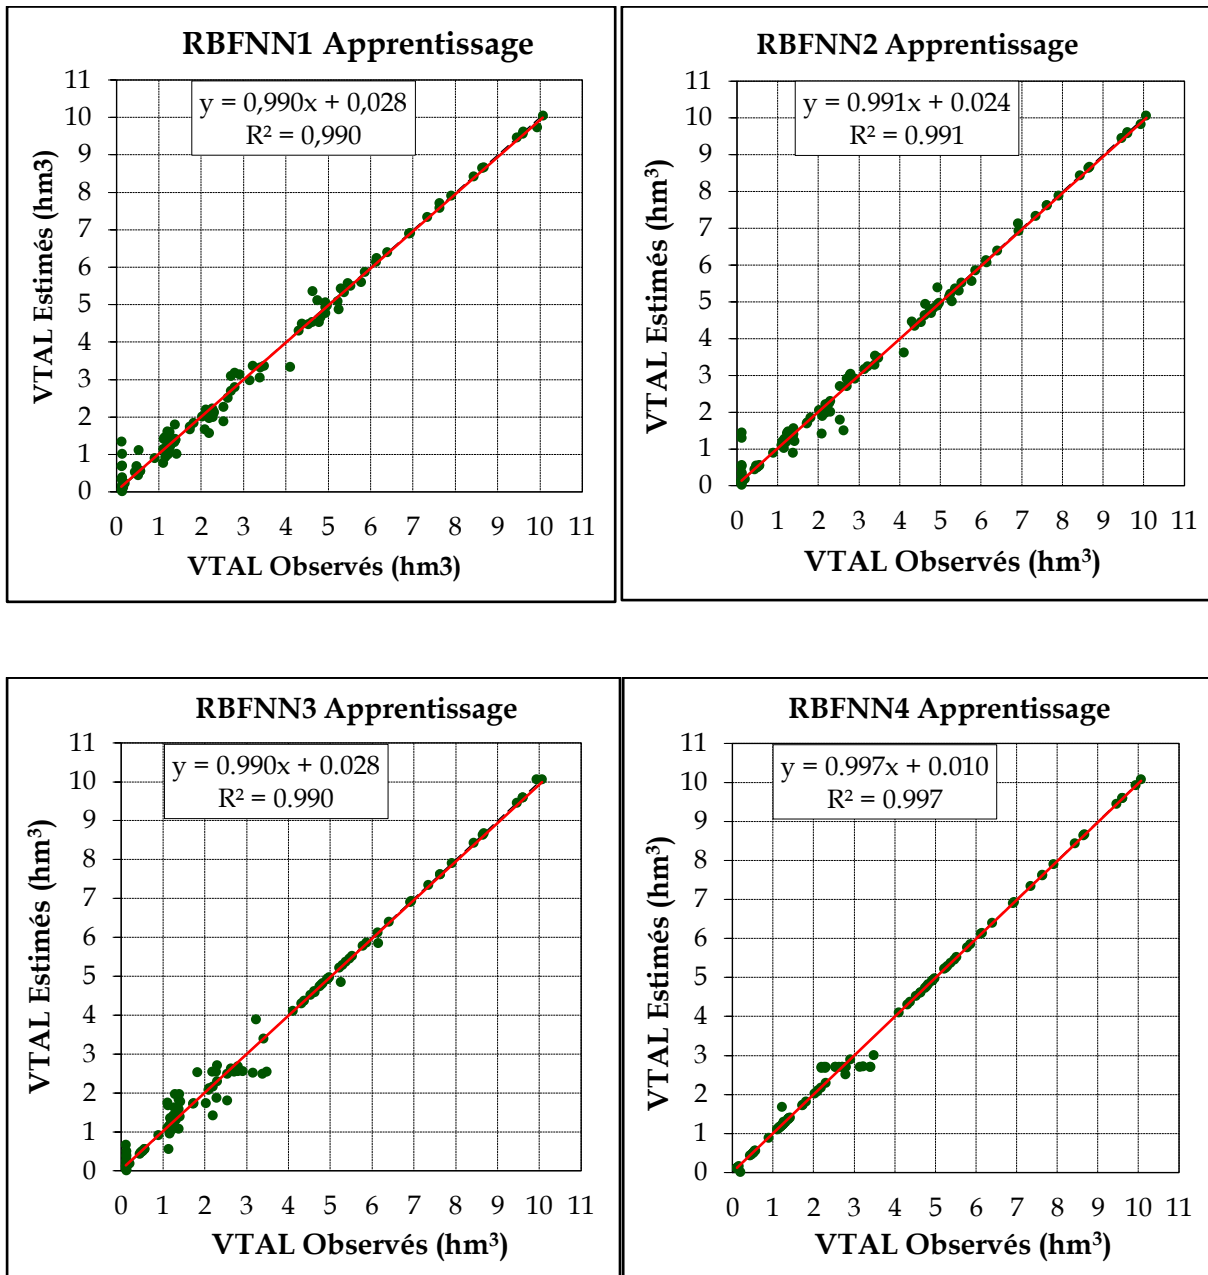 RBFNN1 Apprentissage
y = 0,990x + 0,028
R² = 0,990
11
10
9
8
7
6
5
4
3
2
1
0
VTAL Estimés (hm3)
0 1 2 3 4 5 6 7 8 9 10 11
VTAL Observés (hm3)
RBFNN2 Apprentissage
y = 0.991x + 0.024
R² = 0.991
11
10
9
8
7
6
5
4
3
2
1
0
VTAL Estimés (hm³)
0 1 2 3 4 5 6 7 8 9 10 11
VTAL Observés (hm³)
RBFNN3 Apprentissage
y = 0.990x + 0.028
R² = 0.990
11
10
9
8
7
6
5
4
3
2
1
0
VTAL Estimés (hm³)
0 1 2 3 4 5 6 7 8 9 10 11
VTAL Observés (hm³)
RBFNN4 Apprentissage
y = 0.997x + 0.010
R² = 0.997
11
10
9
8
7
6
5
4
3
2
1
0
VTAL Estimés (hm³)
0 1 2 3 4 5 6 7 8 9 10 11
VTAL Observés (hm³)